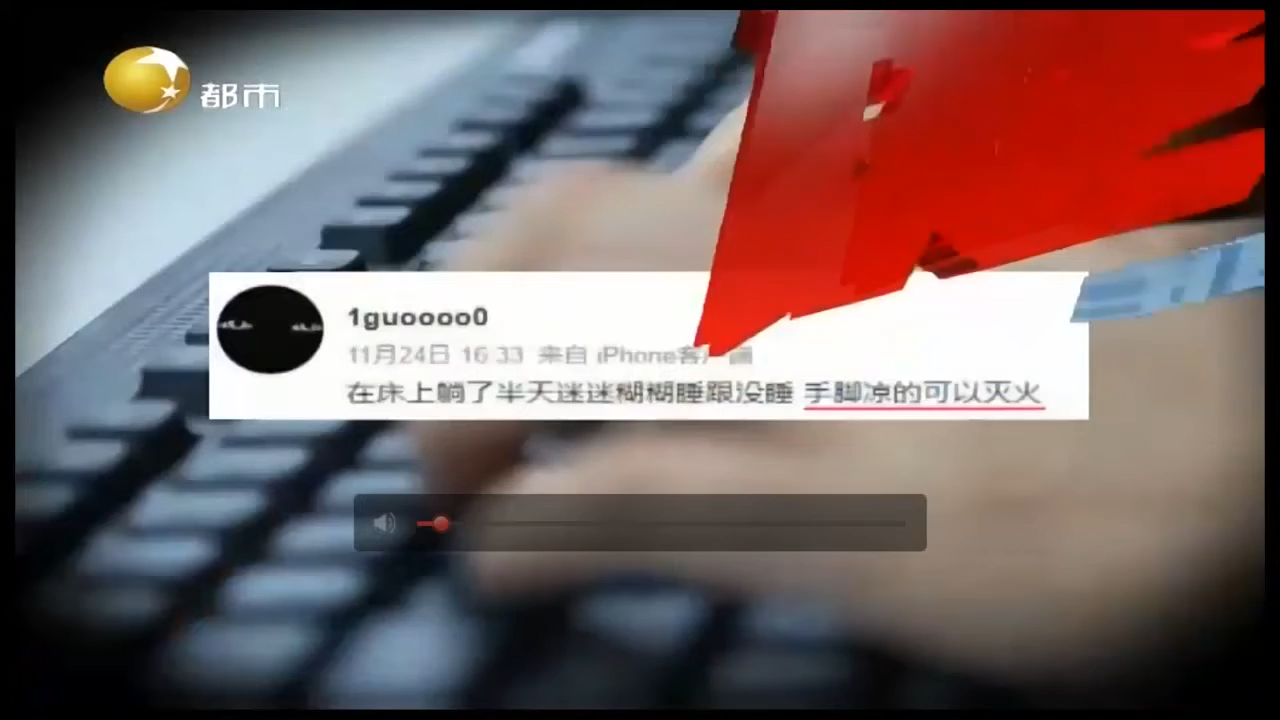 都市
1guoooo0
11月24日 16:33 来自 iPhone客户端
在床上躺了半天迷迷糊糊睡跟没睡 手脚凉的可以灭火